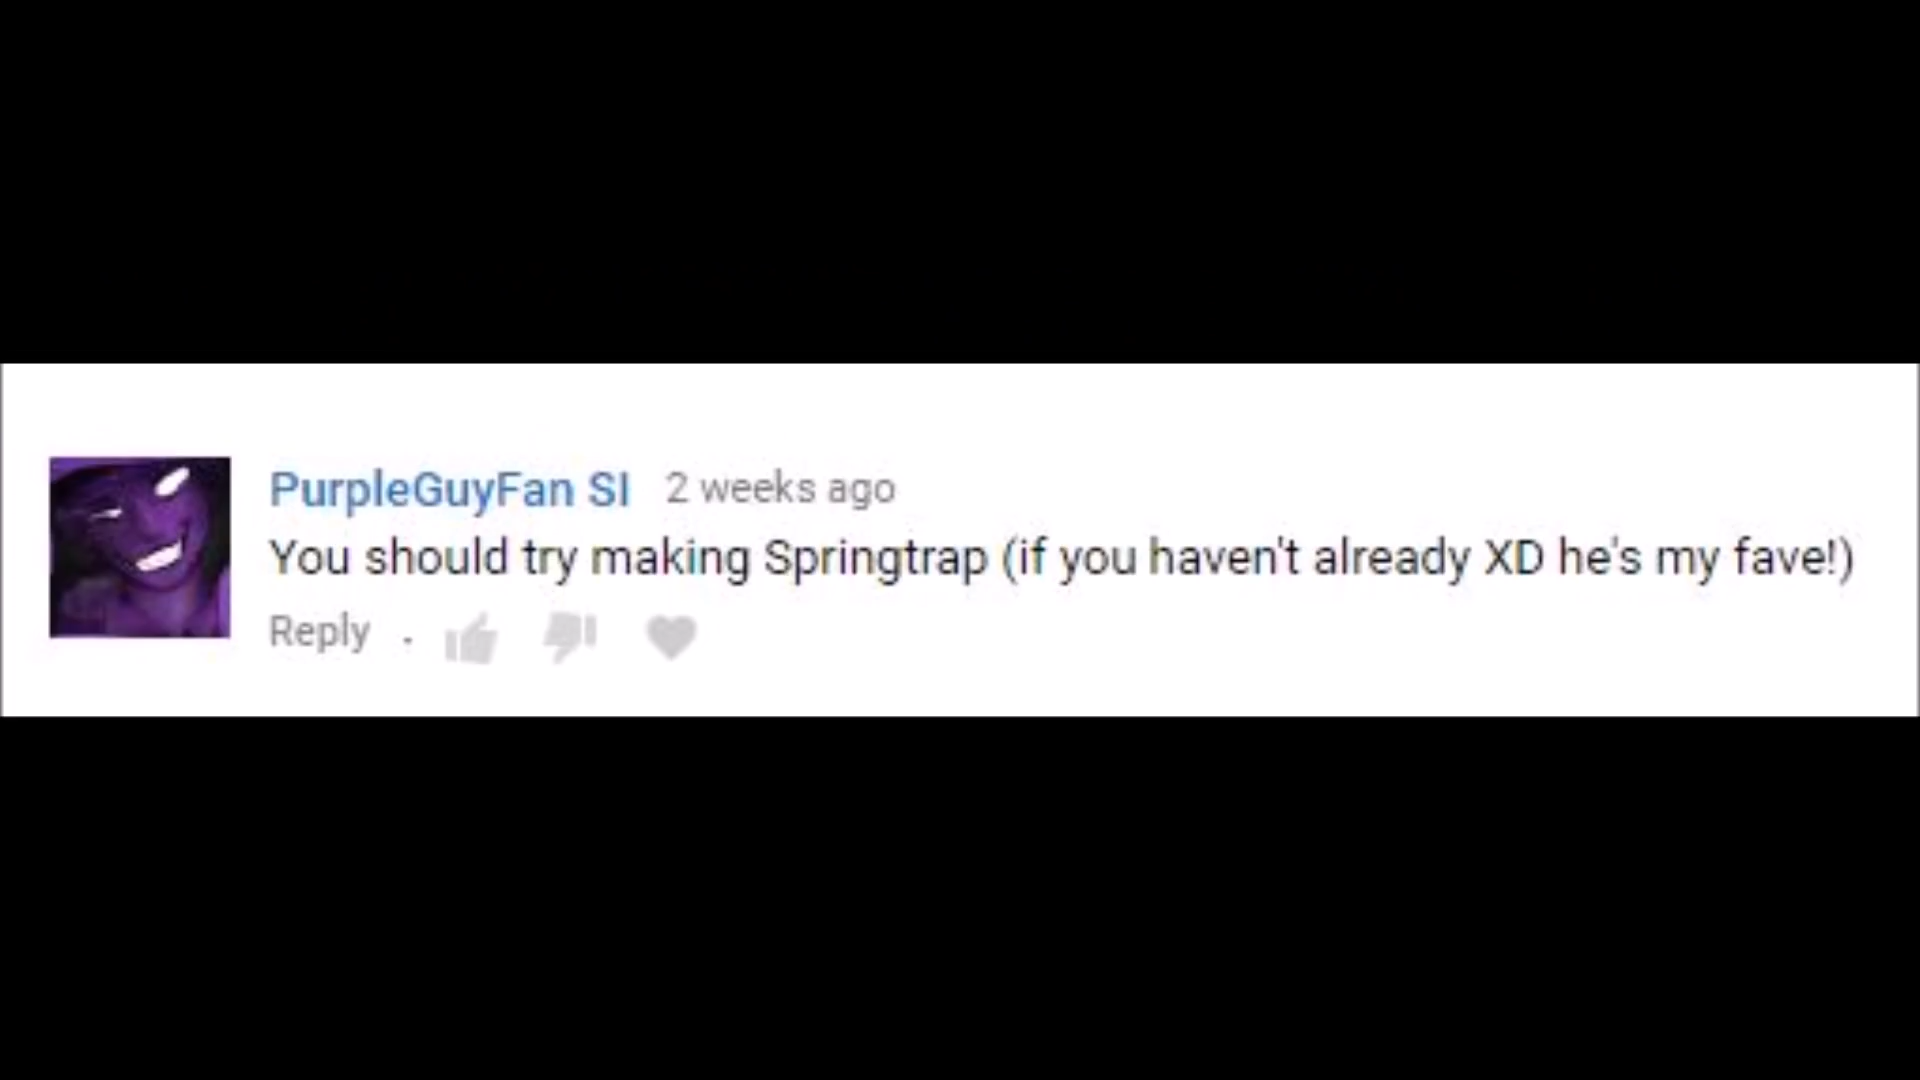 PurpleGuyFan SI 2 weeks ago
You should try making Springtrap (if you haven't already XD he's my fave!)
Reply .